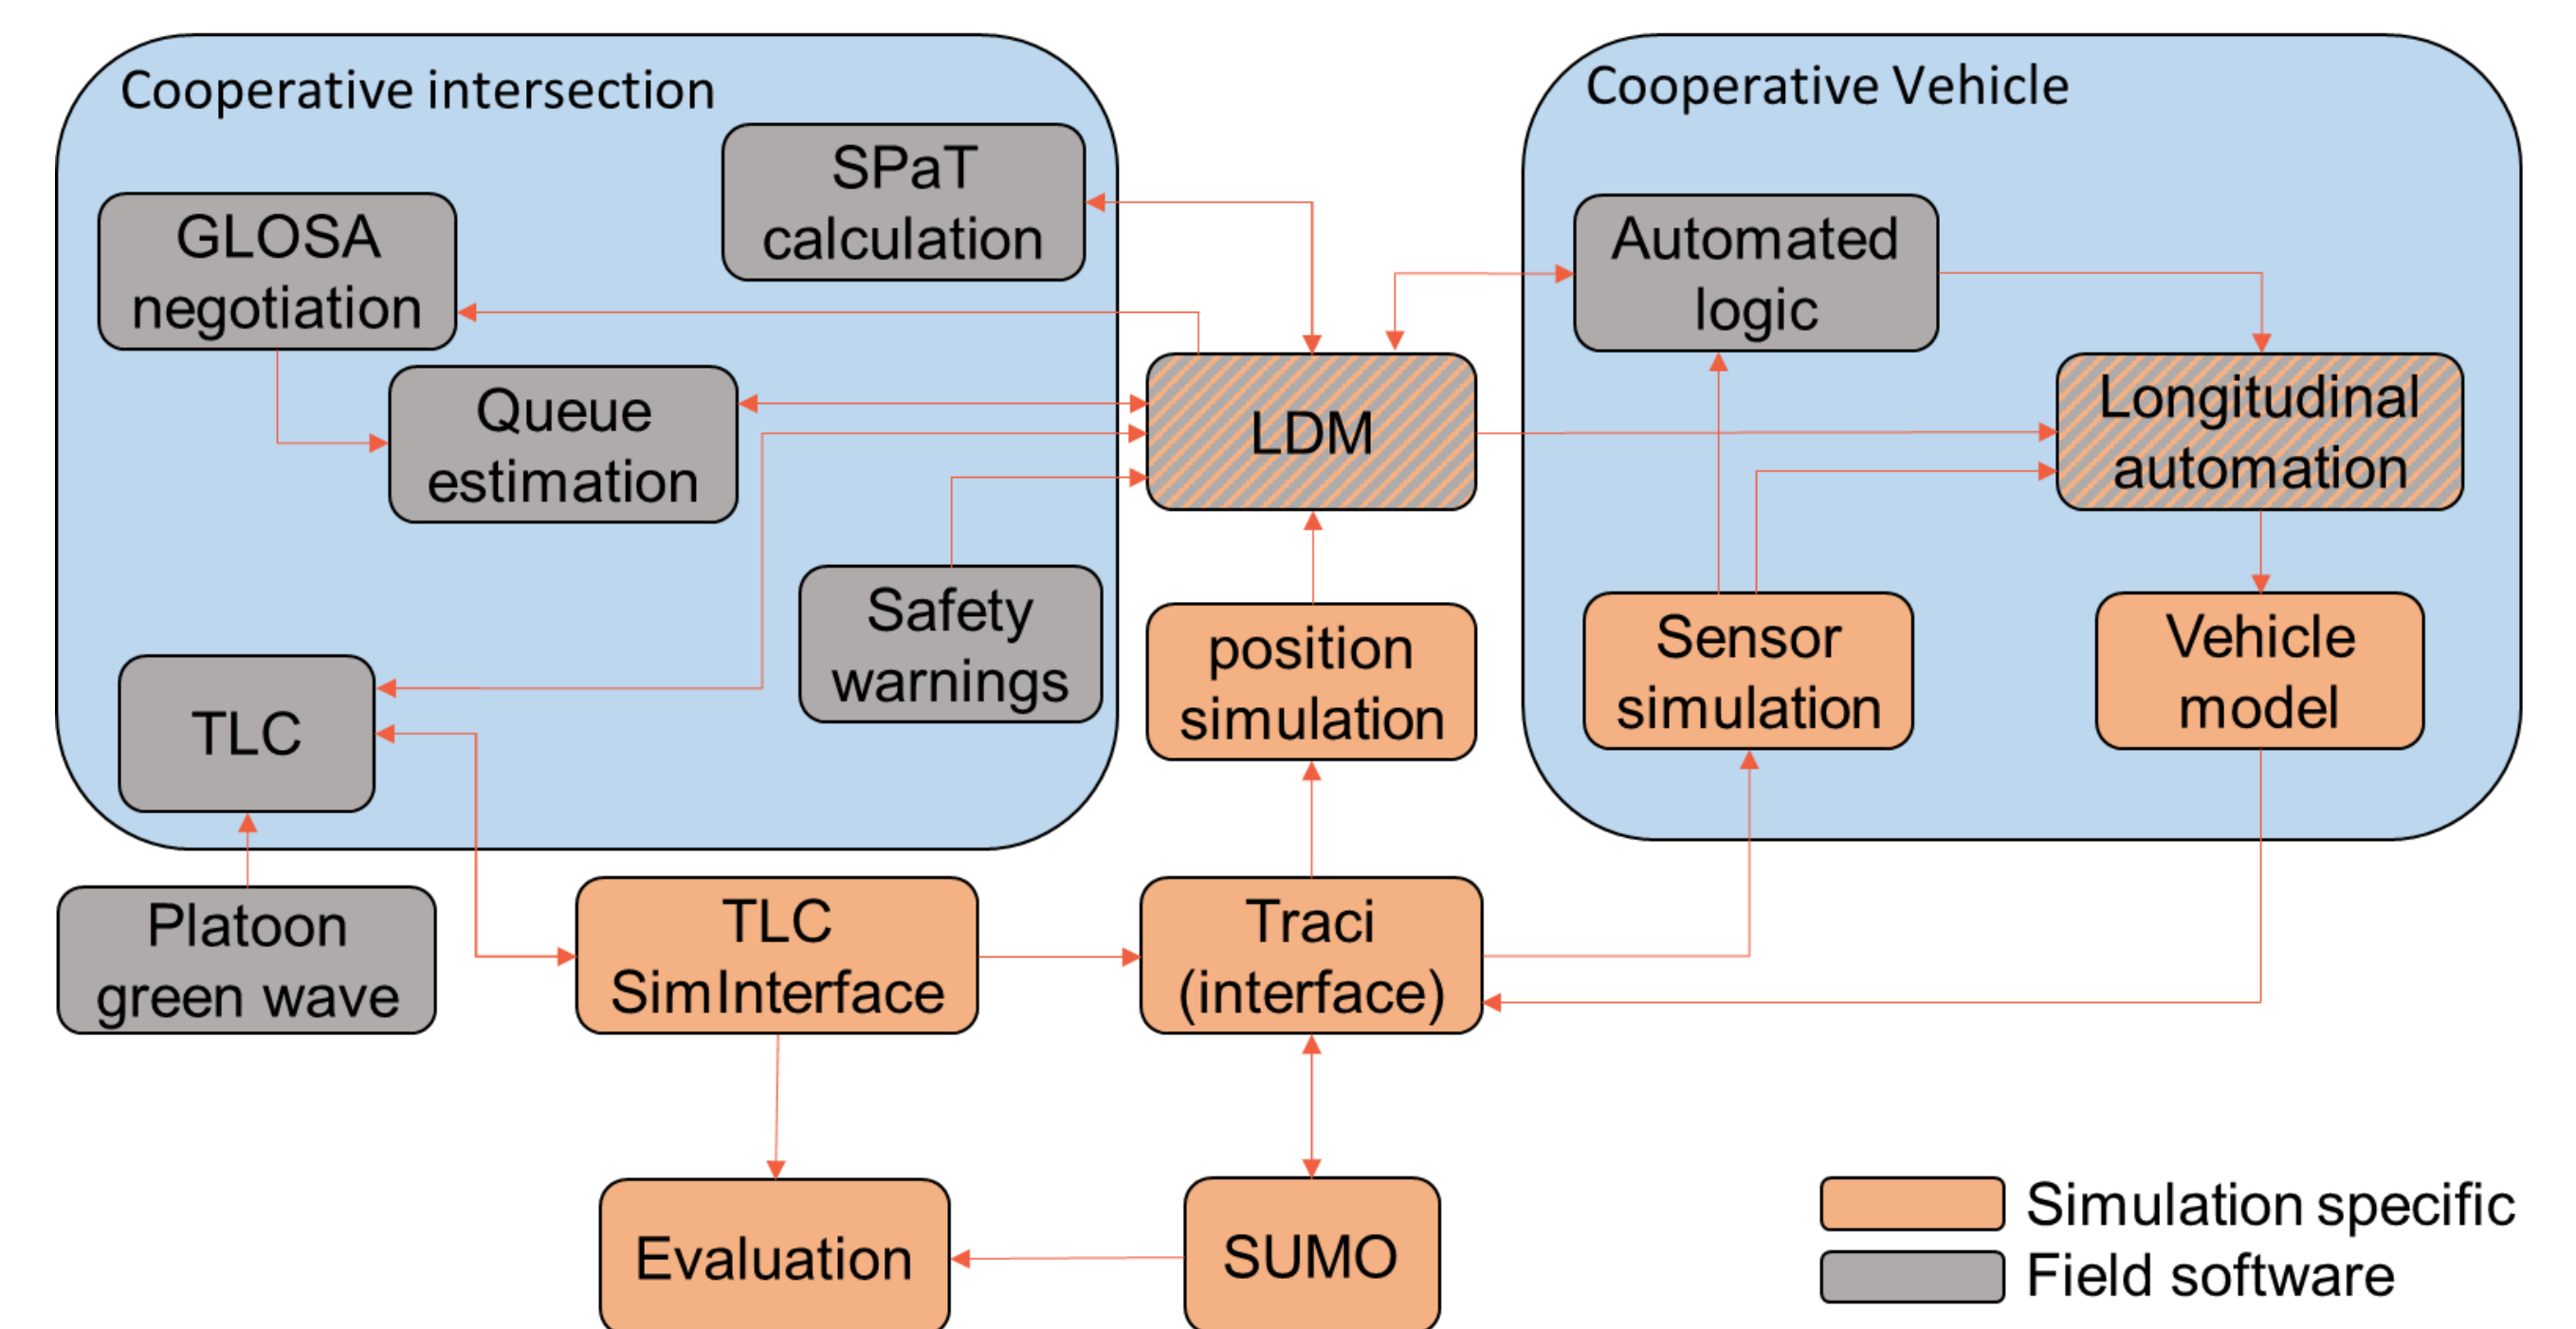 Cooperative intersection
Cooperative Vehicle
SPaT
calculation
GLOSA
negotiation
Automated
logic
Queue
estimation
LDM
Longitudinal
automation
Safety
warnings
position
simulation
Sensor
simulation
Vehicle
model
TLC
Platoon
green wave
TLC
SimInterface
Traci
(interface)
Evaluation
SUMO
Simulation specific
Field software